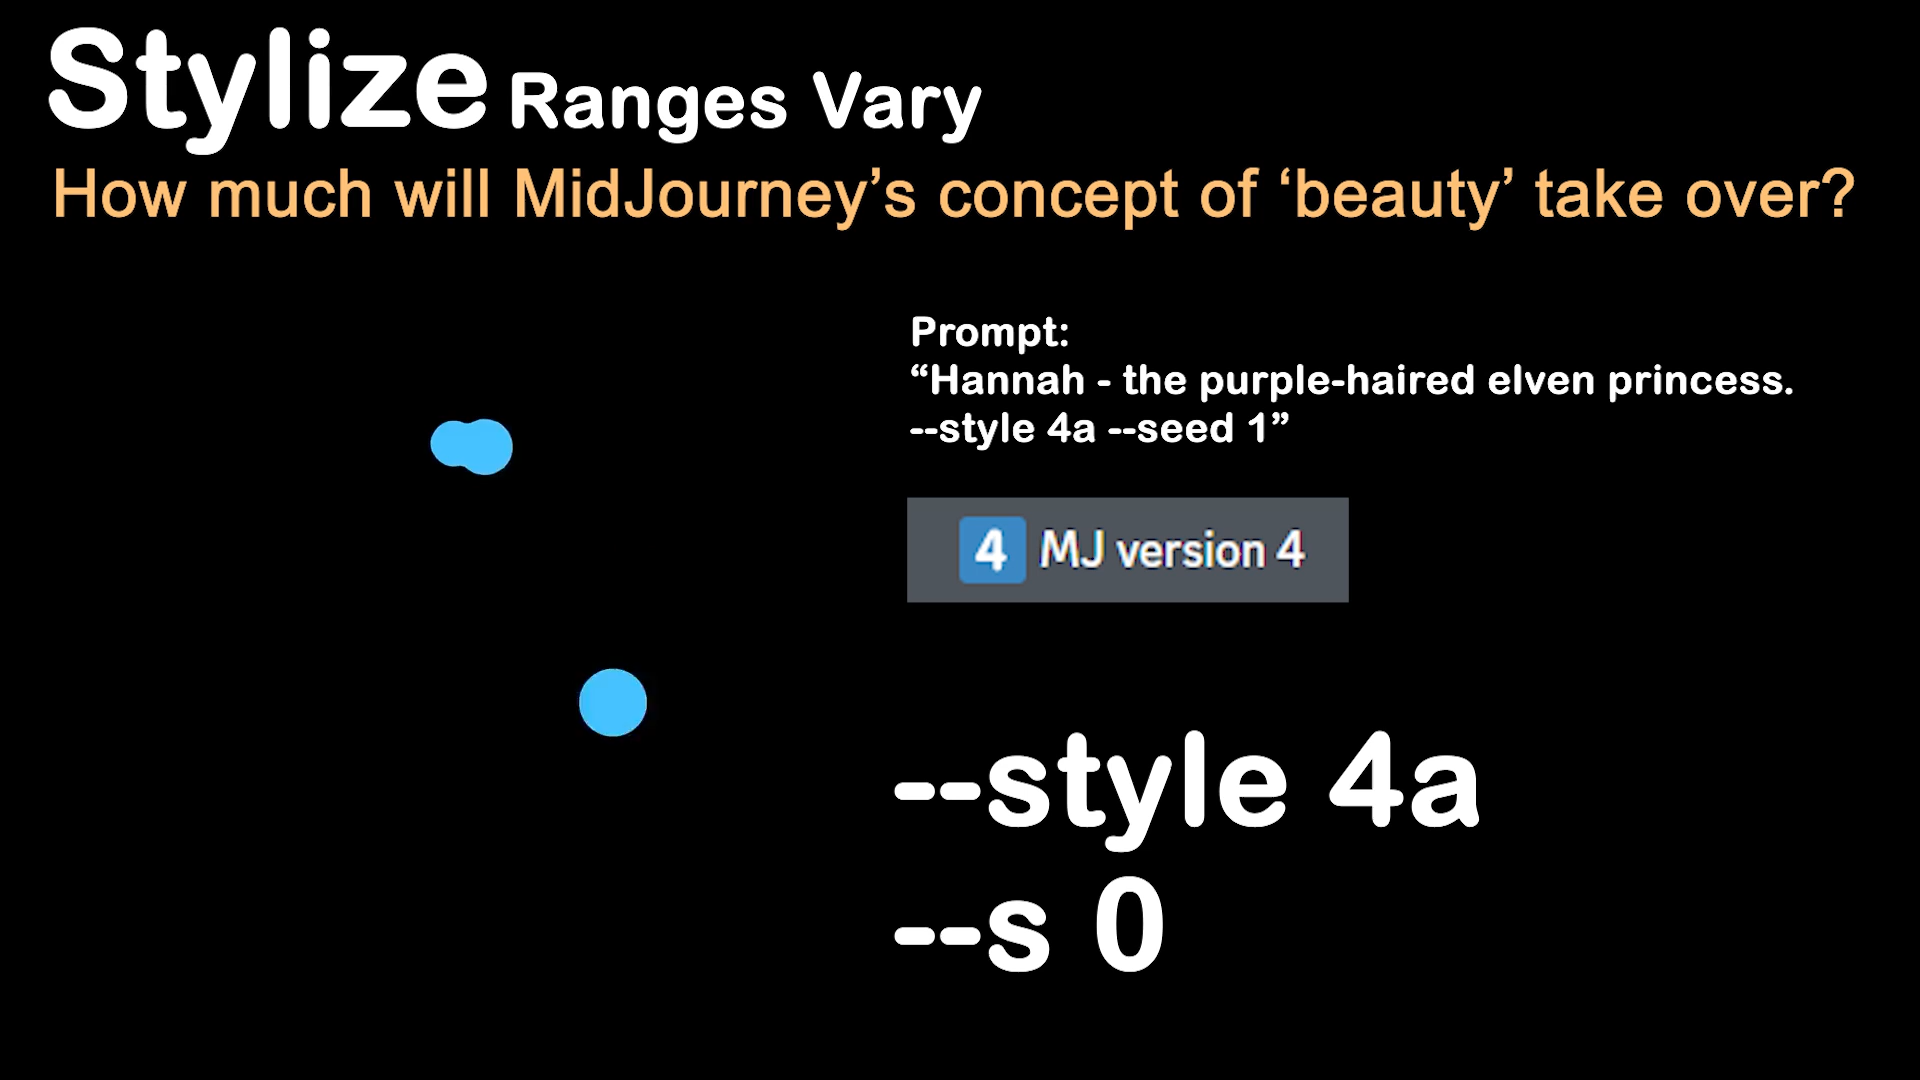 Stylize Ranges Vary
How much will MidJourney’s concept of ‘beauty’ take over?
Prompt:
“Hannah - the purple-haired elven princess.
--style 4a --seed 1”
4 MJ version 4
--style 4a
--s 0